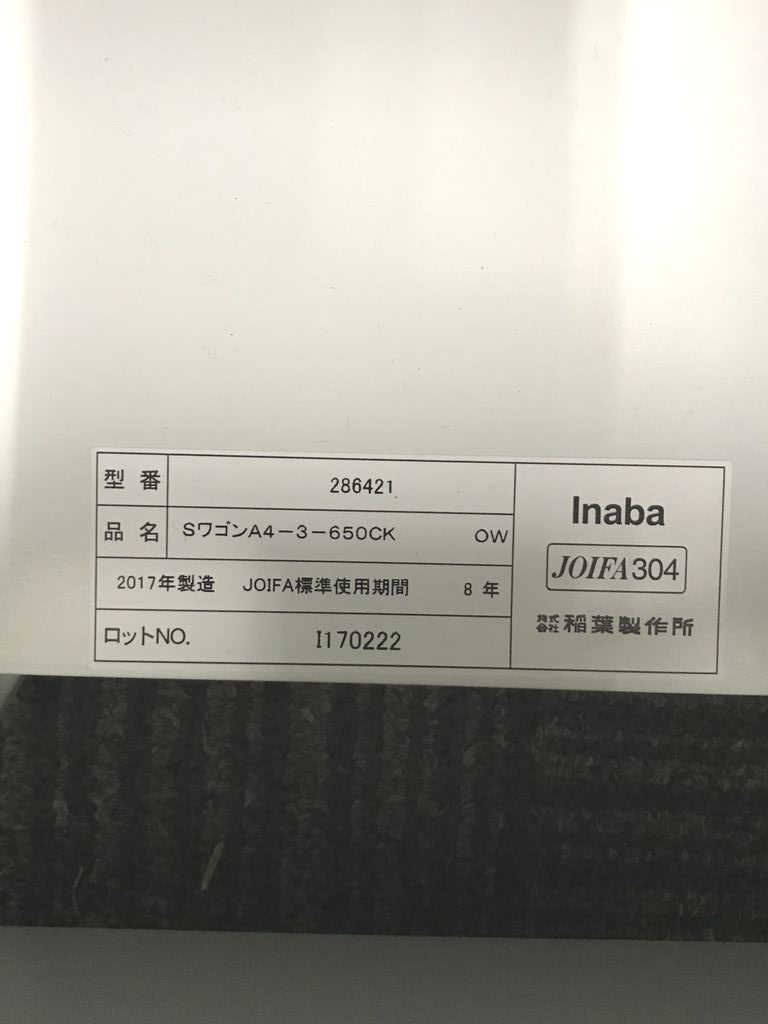 型番 286421
品名 SワゴンA4-3-650CK OW
2017年製造 JOIFA標準使用期間 8年
ロットNO. I170222
Inaba
JOIFA304
株式会社 稲葉製作所